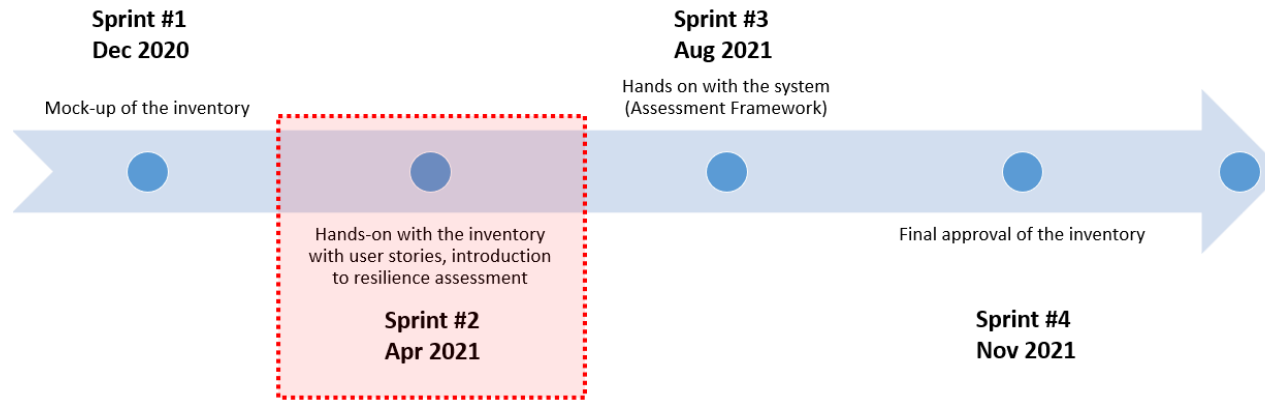 Sprint #1
Dec 2020
Mock-up of the inventory
Hands-on with the inventory
with user stories, introduction
to resilience assessment
Sprint #2
Apr 2021
Sprint #3
Aug 2021
Hands on with the system
(Assessment Framework)
Final approval of the inventory
Sprint #4
Nov 2021